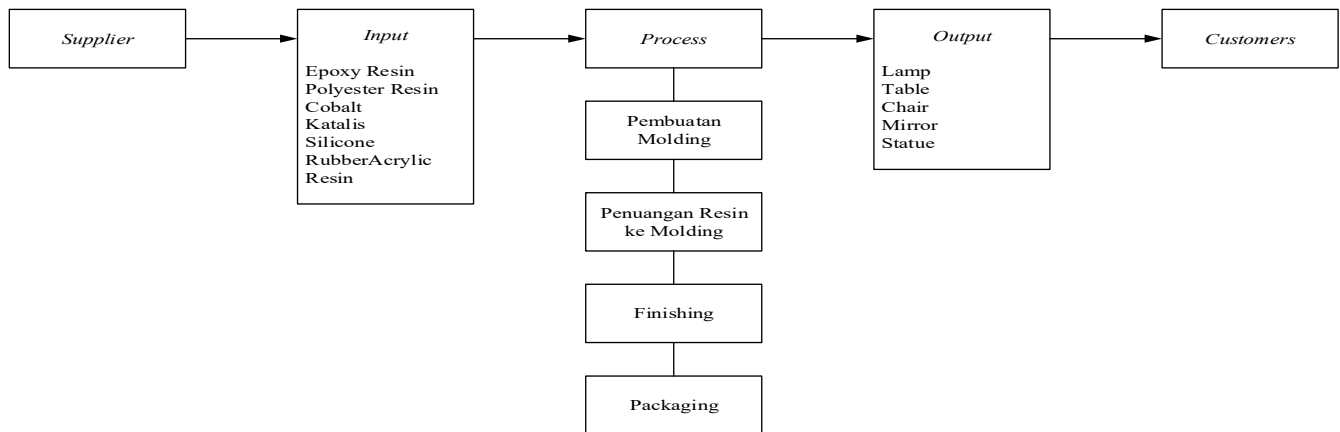 Supplier
Input
Epoxy Resin
Polyester Resin
Cobalt
Katalis
Silicone
RubberAcrylic
Resin
Process
Pembuatan
Molding
Penuangan Resin
ke Molding
Finishing
Packaging
Output
Lamp
Table
Chair
Mirror
Statue
Customers